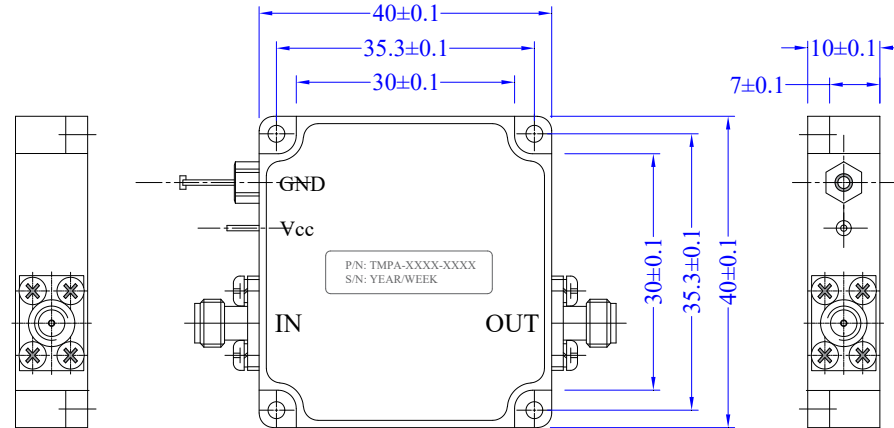 40±0.1
35.3±0.1
30±0.1
10±0.1
7±0.1
GND
Vcc
P/N: TMPA-XXXX-XXXX
S/N: YEAR/WEEK
IN
OUT
30±0.1
35.3±0.1
40±0.1